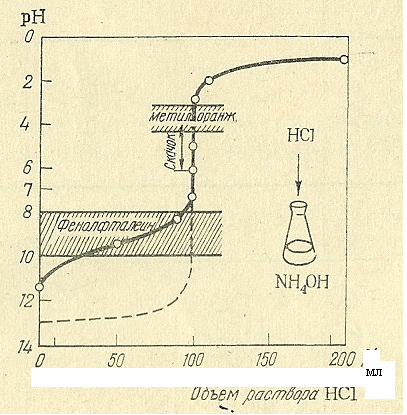 pH
0
2
4
6
7
8
10
12
14
метилоранж
Скачок
Фенолфталеин
HCl
NH₄OH
0 50 100 150 200
мл
Объем раствора HCl